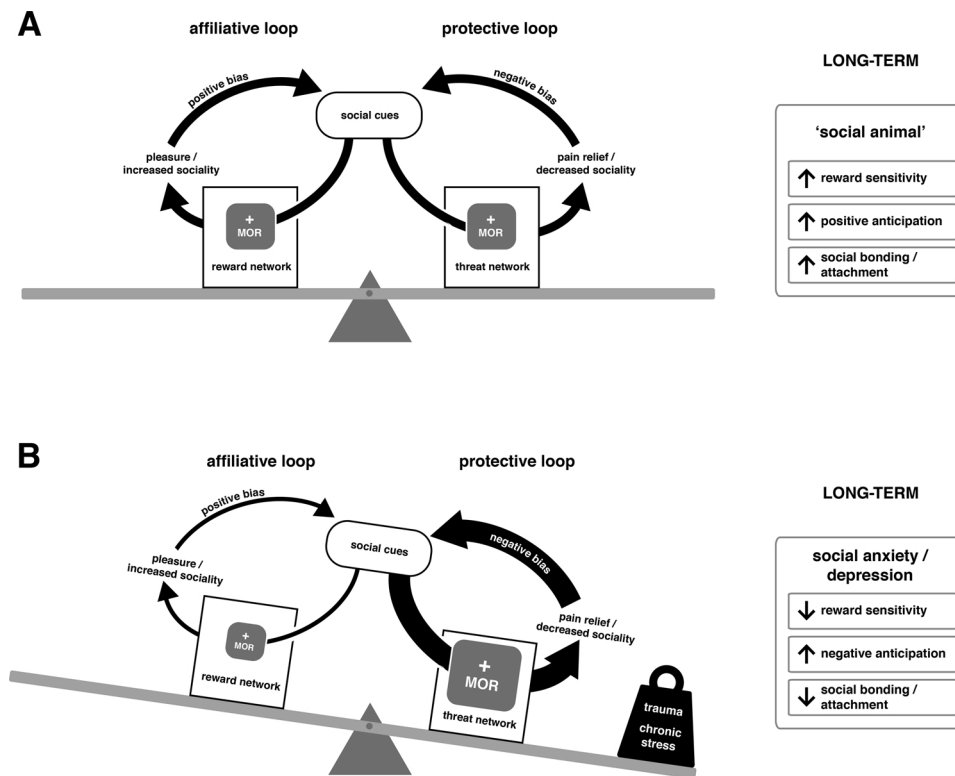 A
affiliative loop
protective loop
LONG-TERM
positive bias
negative bias
social cues
pleasure /
increased sociality
pain relief /
decreased sociality
+
MOR
reward network
+
MOR
threat network
'social animal'
↑ reward sensitivity
↑ positive anticipation
↑ social bonding /
attachment
B
affiliative loop
protective loop
LONG-TERM
positive bias
negative bias
social cues
pleasure /
increased sociality
pain relief /
decreased sociality
+
MOR
reward network
+
MOR
threat network
trauma
chronic
stress
social anxiety /
depression
↓ reward sensitivity
↑ negative anticipation
↓ social bonding /
attachment